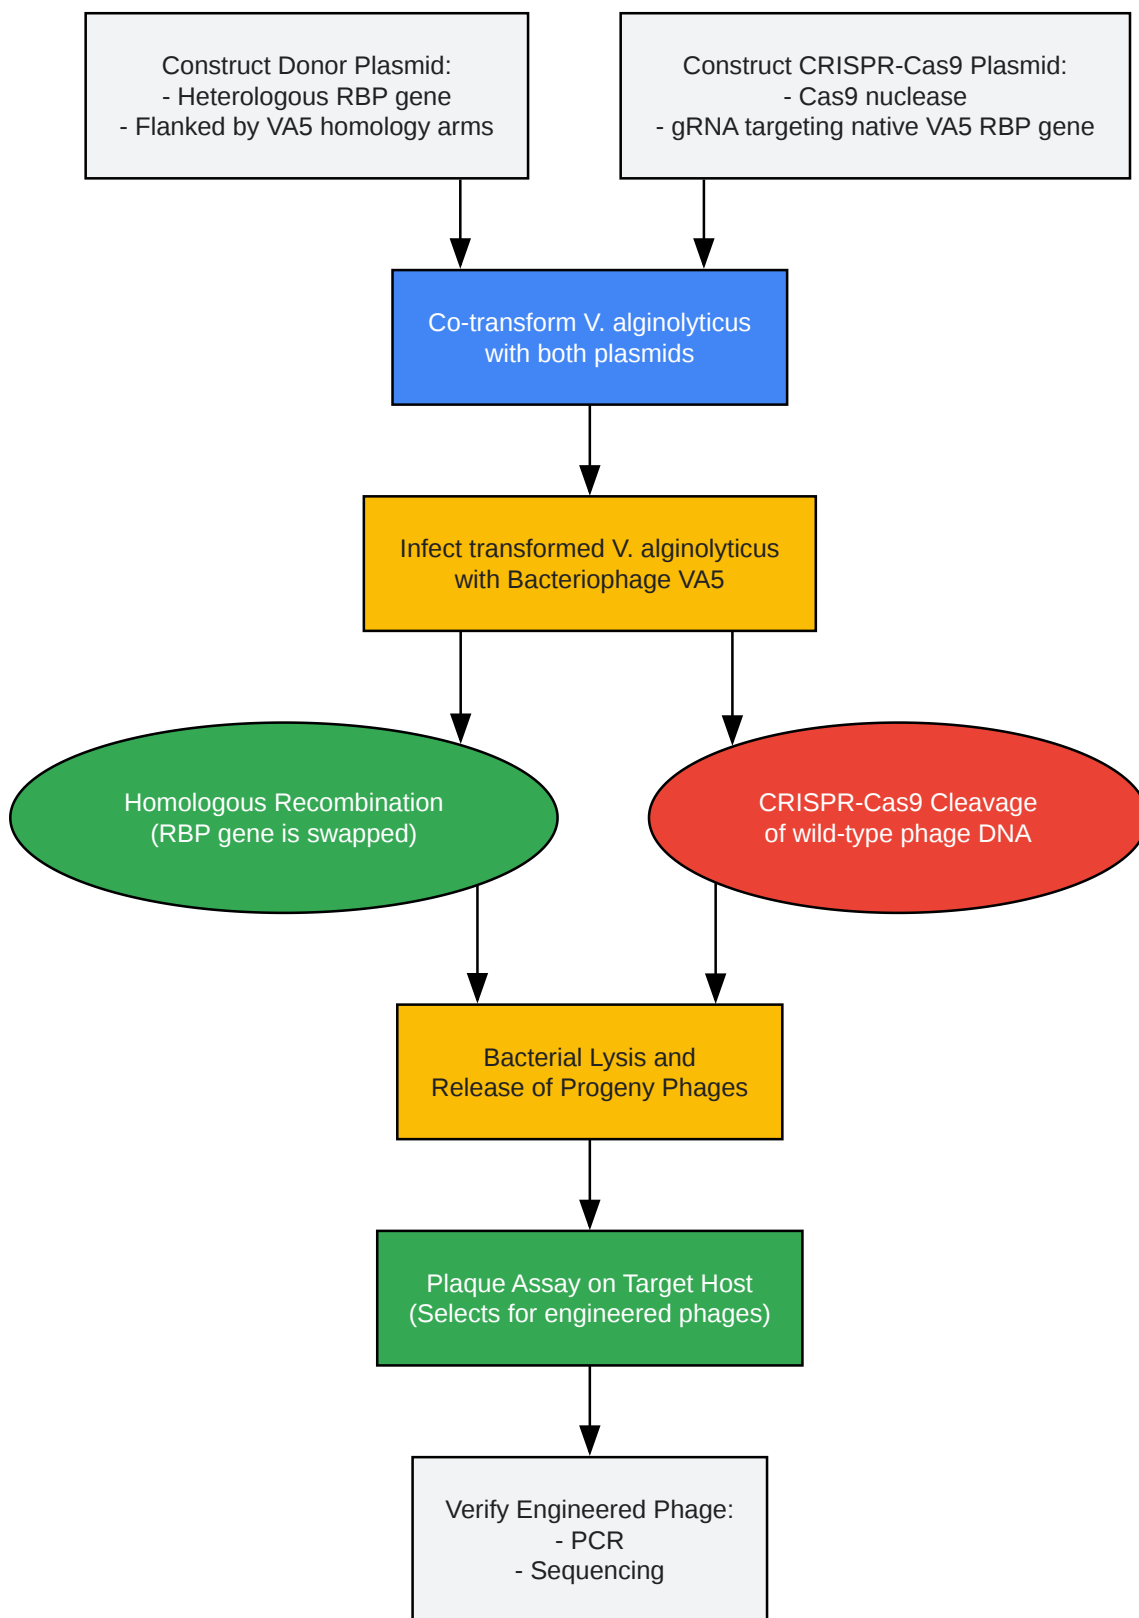 Construct Donor Plasmid:
- Heterologous RBP gene
- Flanked by VA5 homology arms
Construct CRISPR-Cas9 Plasmid:
- Cas9 nuclease
- gRNA targeting native VA5 RBP gene
Co-transform V. alginolyticus
with both plasmids
Infect transformed V. alginolyticus
with Bacteriophage VA5
Homologous Recombination
(RBP gene is swapped)
CRISPR-Cas9 Cleavage
of wild-type phage DNA
Bacterial Lysis and
Release of Progeny Phages
Plaque Assay on Target Host
(Selects for engineered phages)
Verify Engineered Phage:
- PCR
- Sequencing